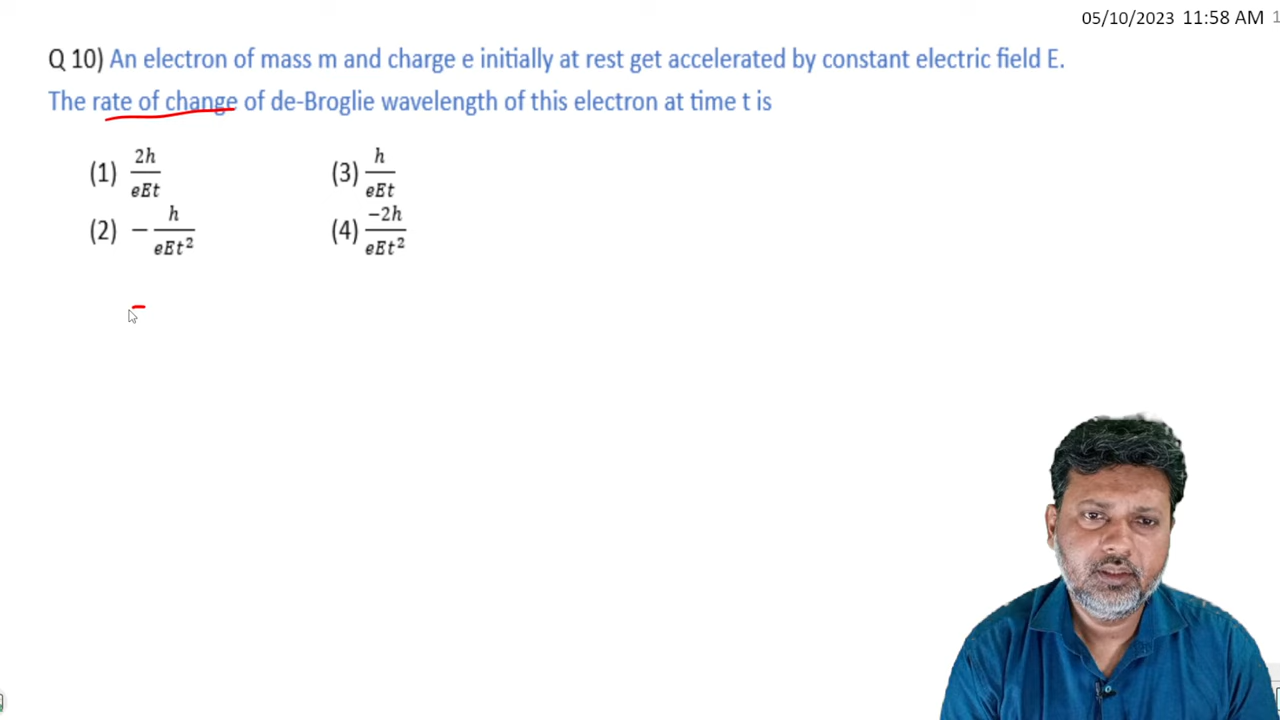 05/10/2023 11:58 AM 1
Q 10) An electron of mass m and charge e initially at rest get accelerated by constant electric field E.
The rate of change of de-Broglie wavelength of this electron at time t is
(1) 2h/eEt (3) h/eEt
(2) − h/eEt² (4) −2h/eEt²